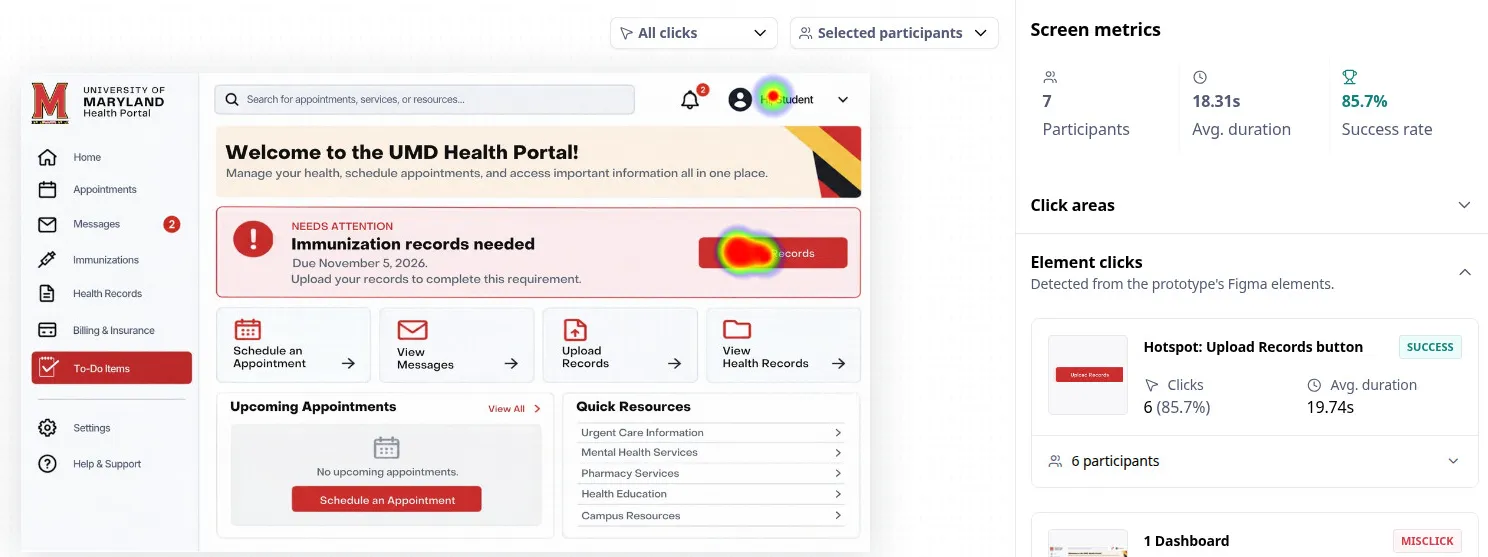 All clicks
Selected participants
UNIVERSITY OF
MARYLAND
Health Portal
Home
Appointments
Messages
2
Immunizations
Health Records
Billing & Insurance
To-Do Items
Settings
Help & Support
Search for appointments, services, or resources...
2
Student
Welcome to the UMD Health Portal!
Manage your health, schedule appointments, and access important information all in one place.
NEEDS ATTENTION
Immunization records needed
Due November 5, 2026.
Upload your records to complete this requirement.
Records
Schedule an
Appointment
View
Messages
Upload
Records
View
Health Records
Upcoming Appointments
View All
No upcoming appointments.
Schedule an Appointment
Quick Resources
Urgent Care Information
Mental Health Services
Pharmacy Services
Health Education
Campus Resources
Screen metrics
7
Participants
18.31s
Avg. duration
85.7%
Success rate
Click areas
Element clicks
Detected from the prototype's Figma elements.
Upload Records
Hotspot: Upload Records button
SUCCESS
Clicks
6 (85.7%)
Avg. duration
19.74s
6 participants
1 Dashboard
MISCLICK